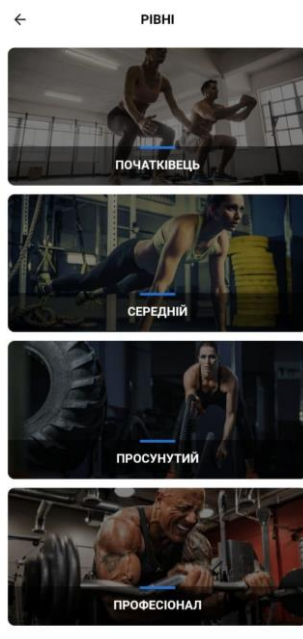 РІВНІ
ПОЧАТКІВЕЦЬ
СЕРЕДНІЙ
ПРОСУНУТИЙ
ПРОФЕСІОНАЛ